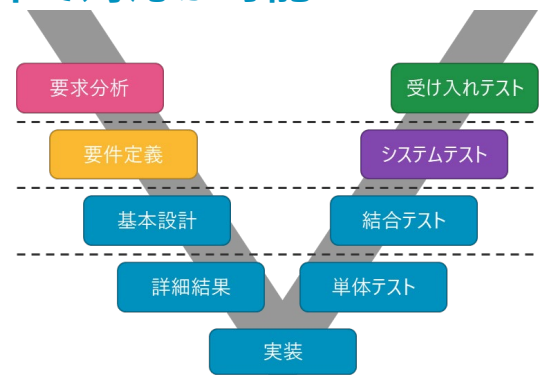 要求分析
受け入れテスト
要件定義
システムテスト
基本設計
結合テスト
詳細結果
単体テスト
実装